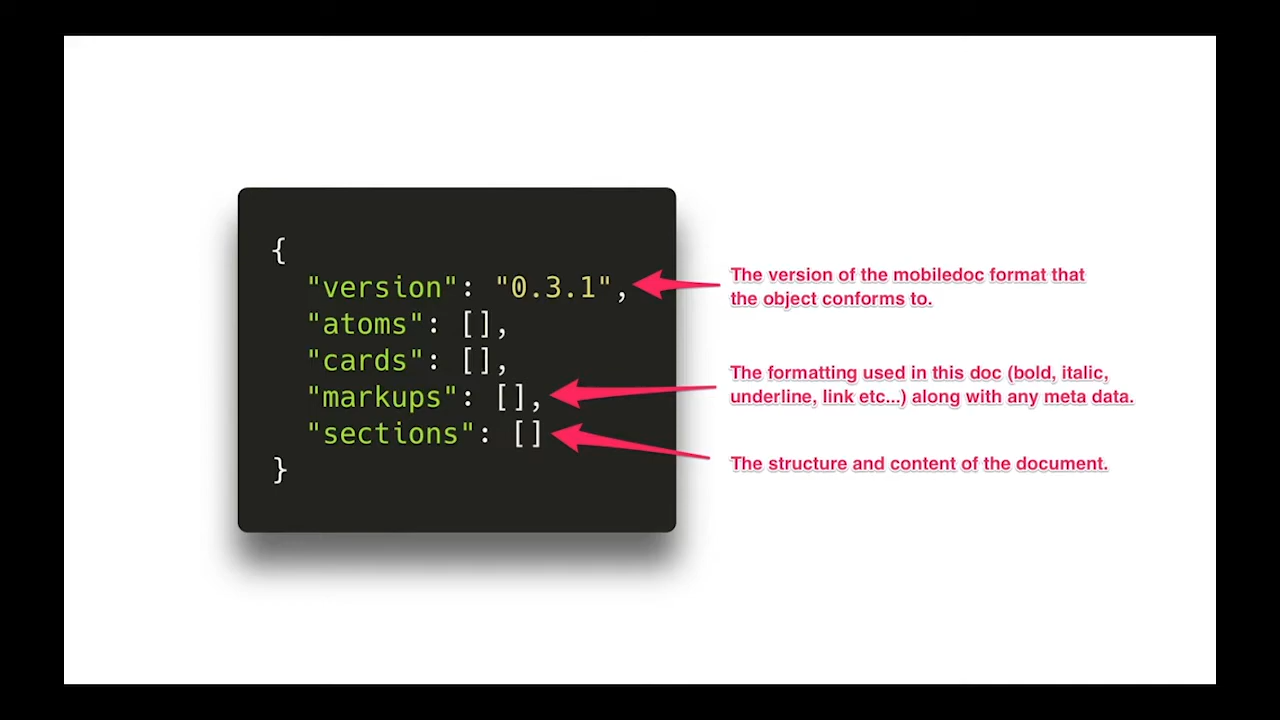 {
"version": "0.3.1",
"atoms": [],
"cards": [],
"markups": [],
"sections": []
}
The version of the mobiledoc format that
the object conforms to.
The formatting used in this doc (bold, italic,
underline, link etc...) along with any meta data.
The structure and content of the document.